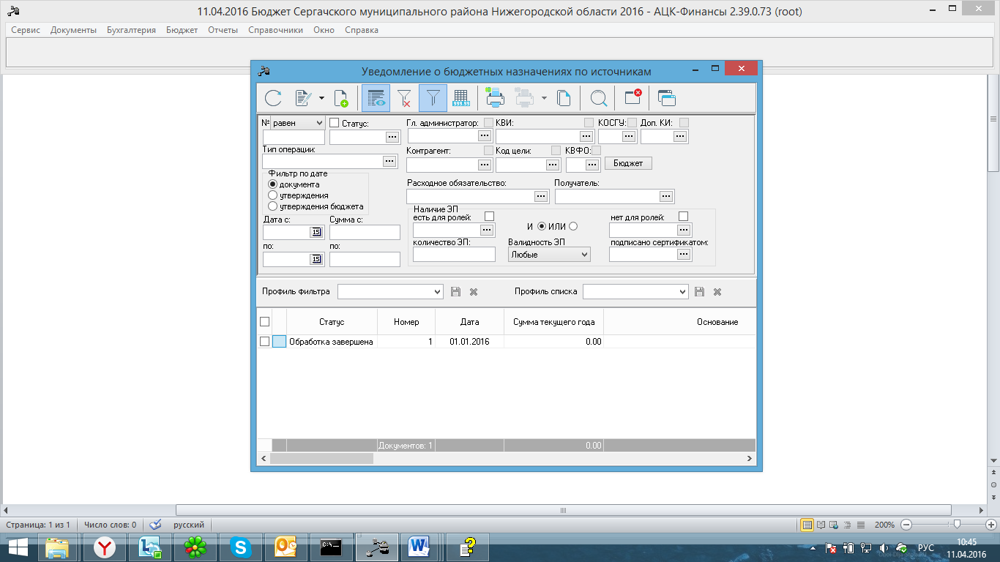 11.04.2016 Бюджет Сергачского муниципального района Нижегородской области 2016 - АЦК-Финансы 2.39.0.73 (root)
Сервис Документы Бухгалтерия Бюджет Отчеты Справочники Окно Справка
Уведомление о бюджетных назначениях по источникам
№ равен Статус: Гл. администратор: КВИ: КОСГУ: Доп. КИ:
Тип операции: Контрагент: Код цели: КВФО:
Бюджет
Фильтр по дате
документа
утверждения
утверждения бюджета
Расходное обязательство: Получатель:
Наличие ЭП
есть для ролей: И ИЛИ нет для ролей:
Дата с: Сумма с:
15
количество ЭП: Валидность ЭП подписано сертификатом:
по: по:
15
Любые
Профиль фильтра Профиль списка
Статус Номер Дата Сумма текущего года Основание
Обработка завершена 1 01.01.2016 0.00
Документов: 1 0.00
Страница: 1 из 1 Число слов: 0 русский 200%
РУС
10:45
11.04.2016